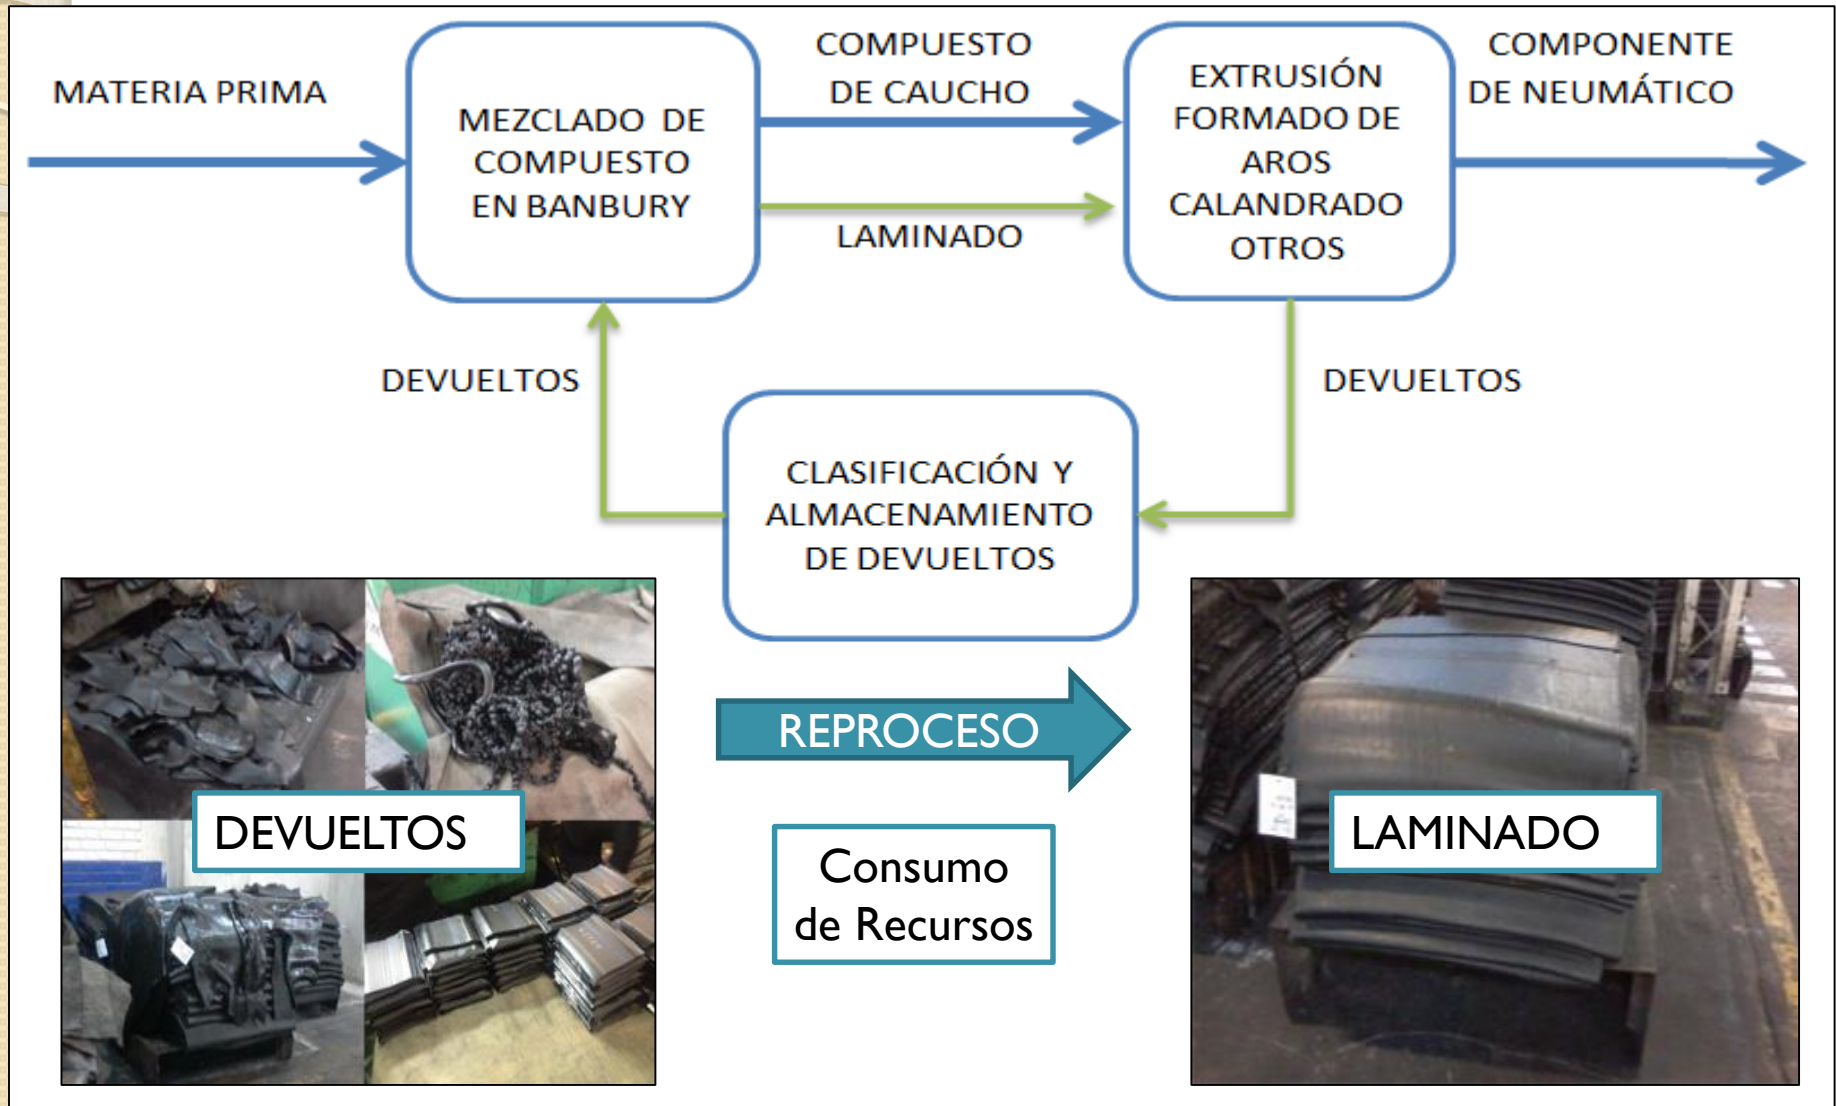 MATERIA PRIMA
MEZCLADO DE
COMPUESTO
EN BANBURY
COMPUESTO
DE CAUCHO
LAMINADO
EXTRUSIÓN
FORMADO DE
AROS
CALANDRADO
OTROS
COMPONENTE
DE NEUMÁTICO
DEVUELTOS
DEVUELTOS
CLASIFICACIÓN Y
ALMACENAMIENTO
DE DEVUELTOS
REPROCESO
DEVUELTOS
Consumo
de Recursos
LAMINADO